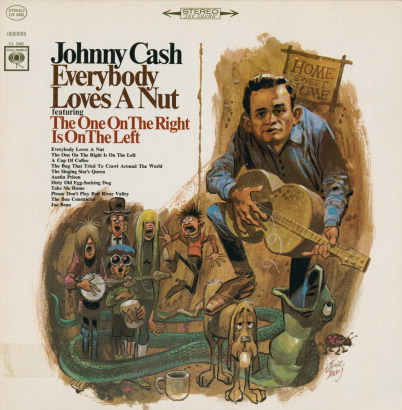 STEREO
Johnny Cash
Everybody
Loves A Nut
featuring
The One On The Right
Is On The Left
Everybody Loves A Nut
The One On The Right Is On The Left
A Cup Of Coffee
The Bug That Tried To Crawl Around The World
The Singing Star's Queen
Austin Prison
Dirty Old Egg-Sucking Dog
Take Me Home
Please Don't Play Red River Valley
The Boa Constrictor
Joe Bean
HOME
SWEET
HOME
COLUMBIA